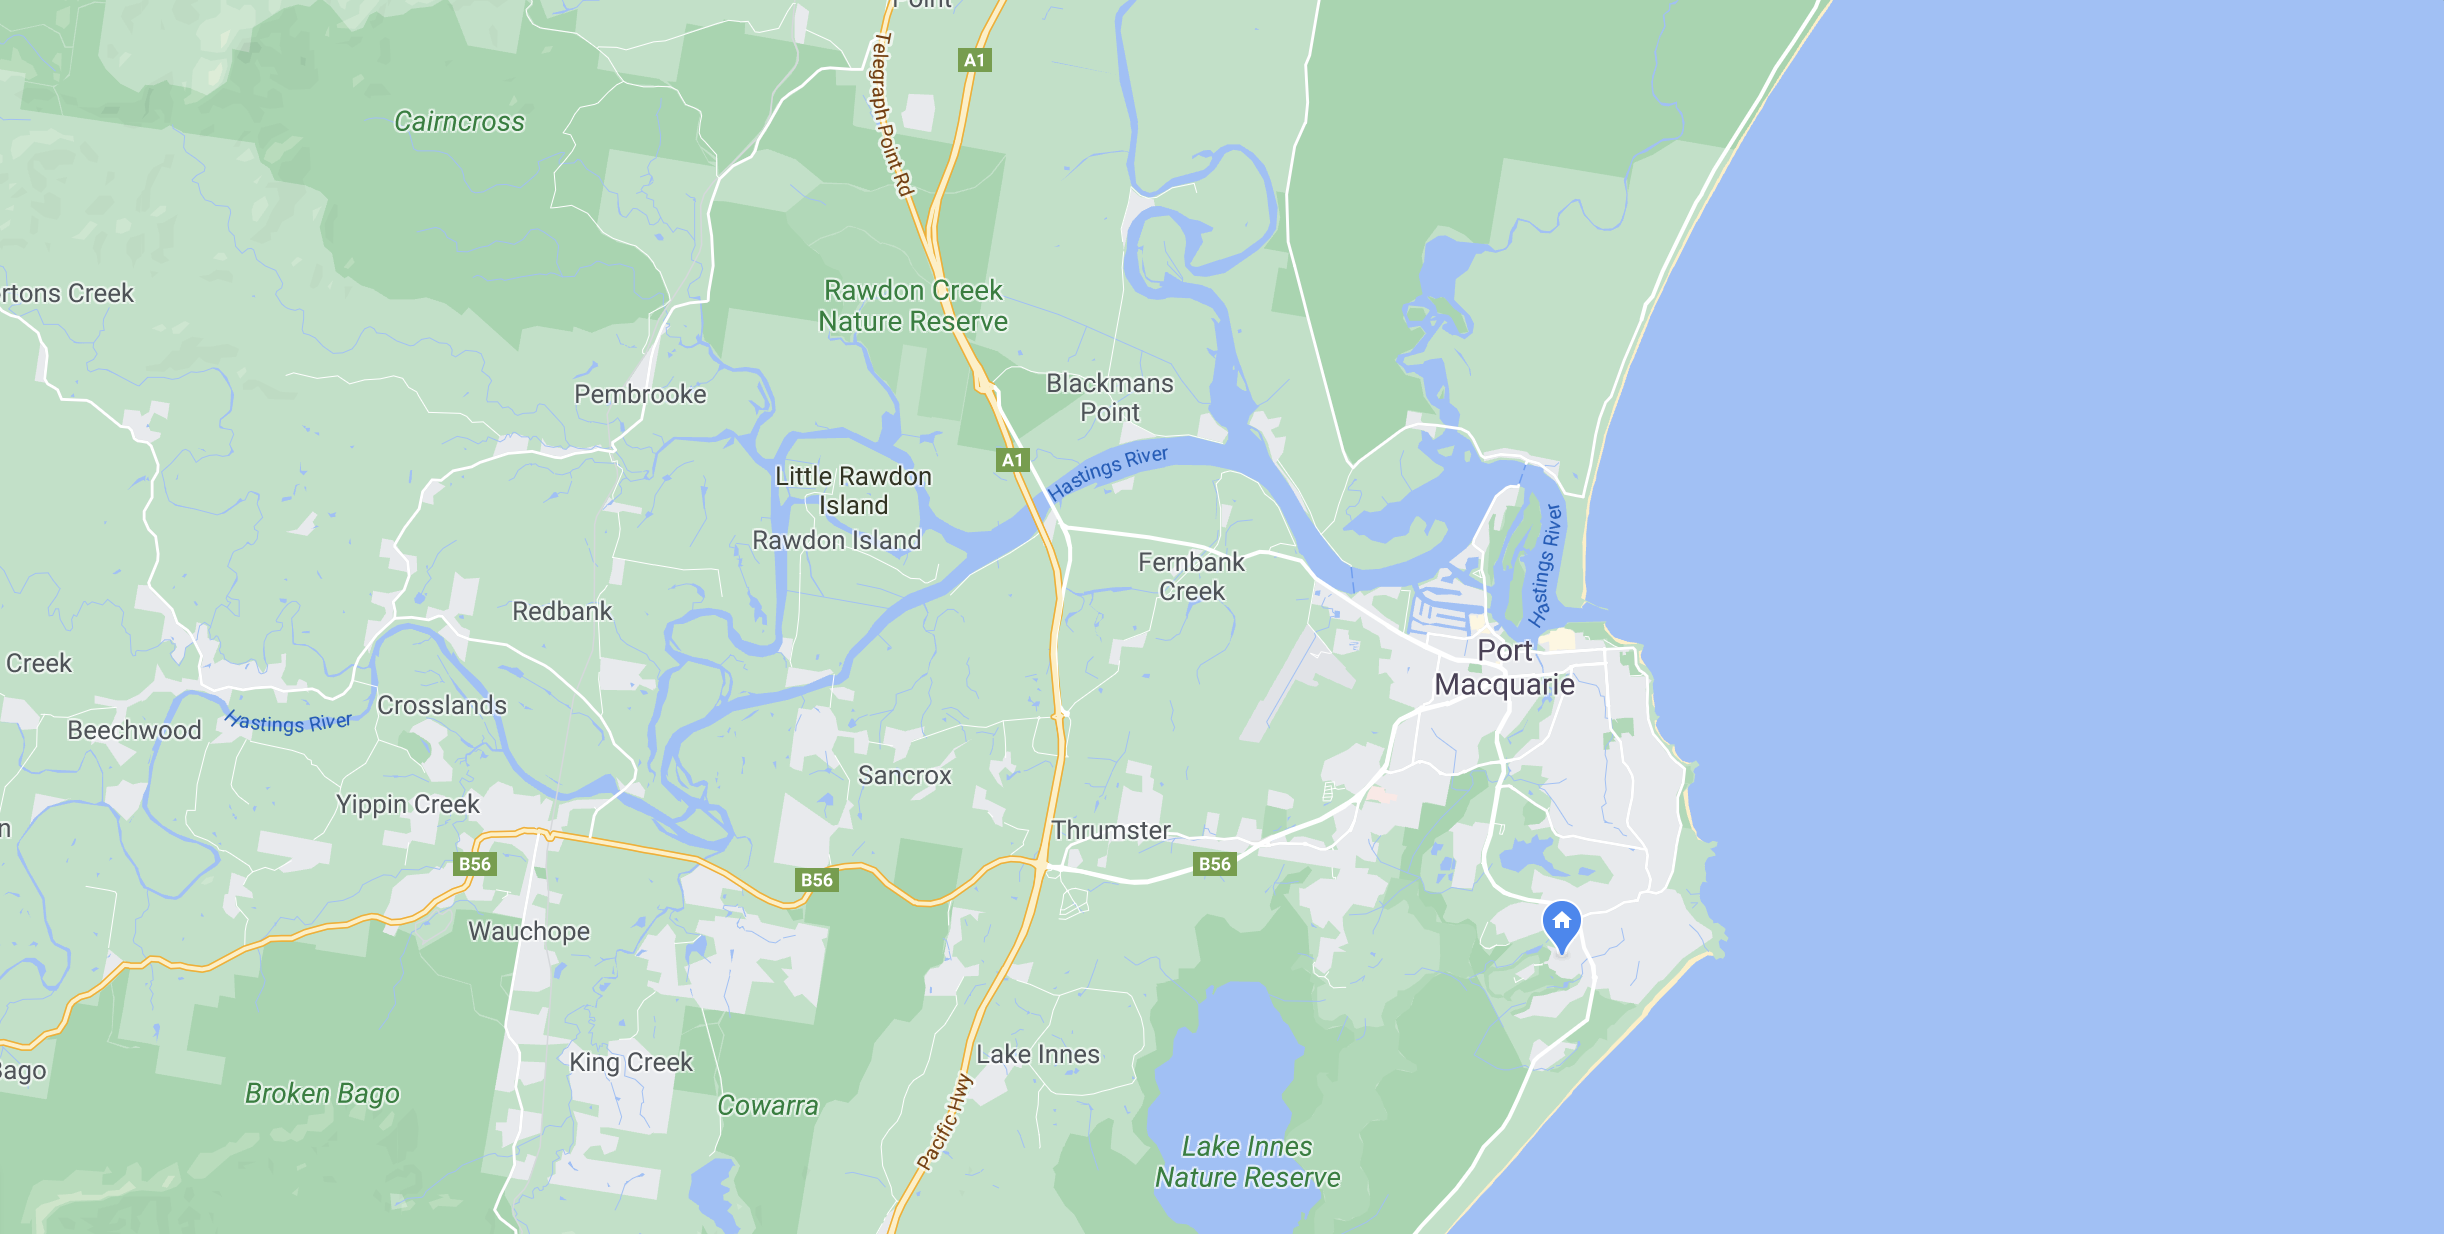 Point
A1
Telegraph Point Rd
Cairncross
rtons Creek
Rawdon Creek
Nature Reserve
Pembrooke
Blackmans
Point
A1
Hastings River
Little Rawdon
Island
Rawdon Island
Hastings River
Fernbank
Creek
Redbank
Port
Macquarie
Creek
Crosslands
Hastings River
Beechwood
Sancrox
Yippin Creek
n
Thrumster
B56
B56
B56
Wauchope
Lake Innes
King Creek
Bago
Broken Bago
Cowarra
Pacific Hwy
Lake Innes
Nature Reserve